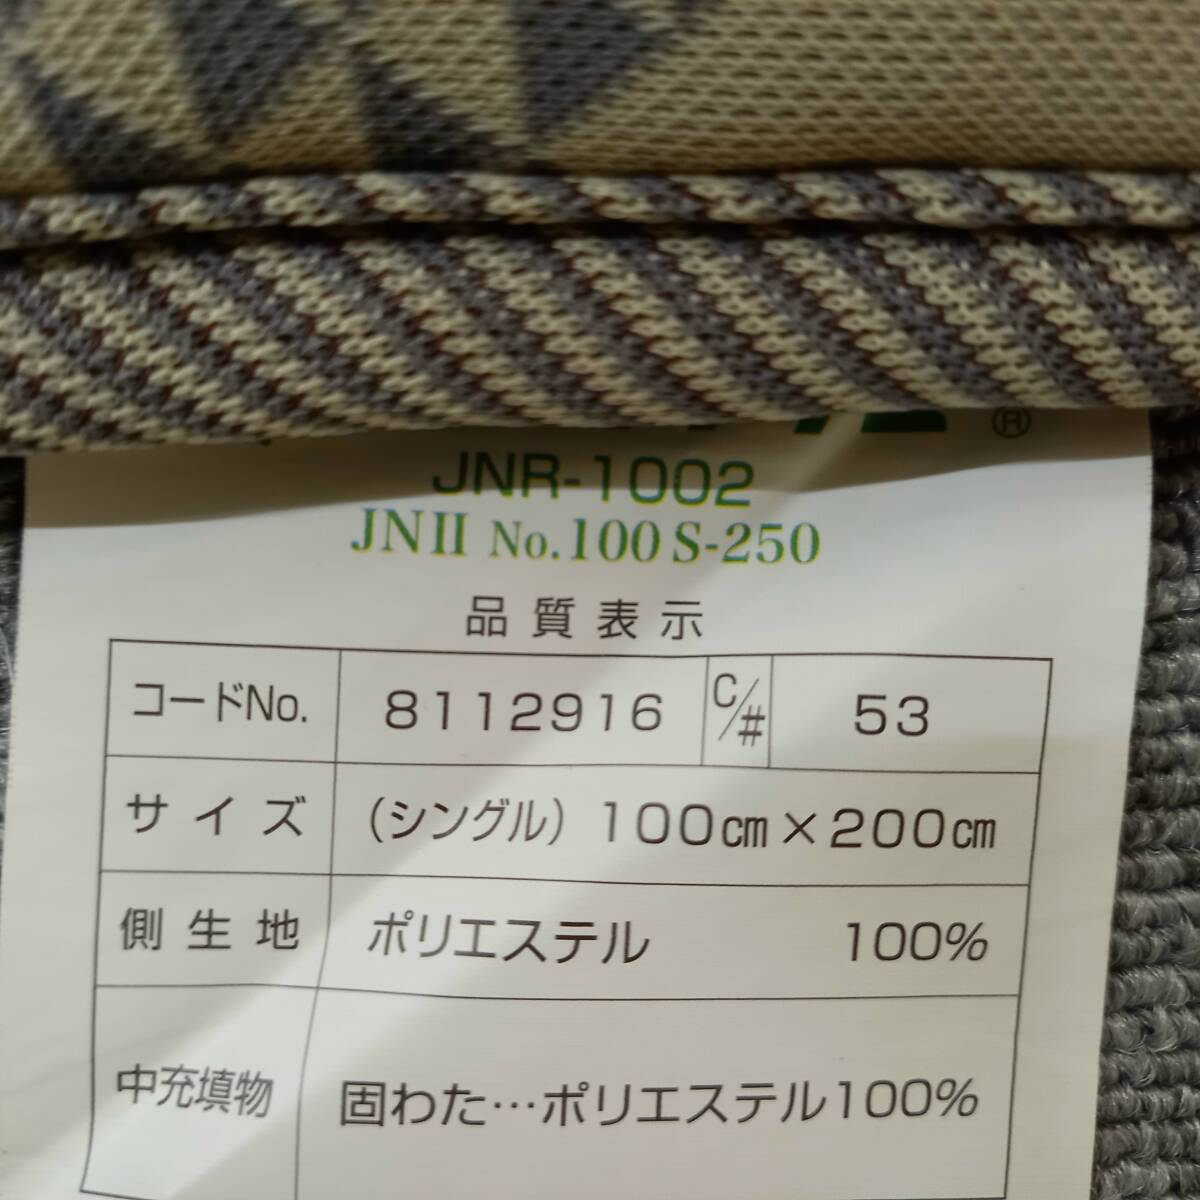 ®
JNR-1002
JNII No.100 S-250
品質表示
コードNo. 8112916 C/# 53
サイズ (シングル) 100cm×200cm
側生地 ポリエステル 100%
中充填物 固わた…ポリエステル100%